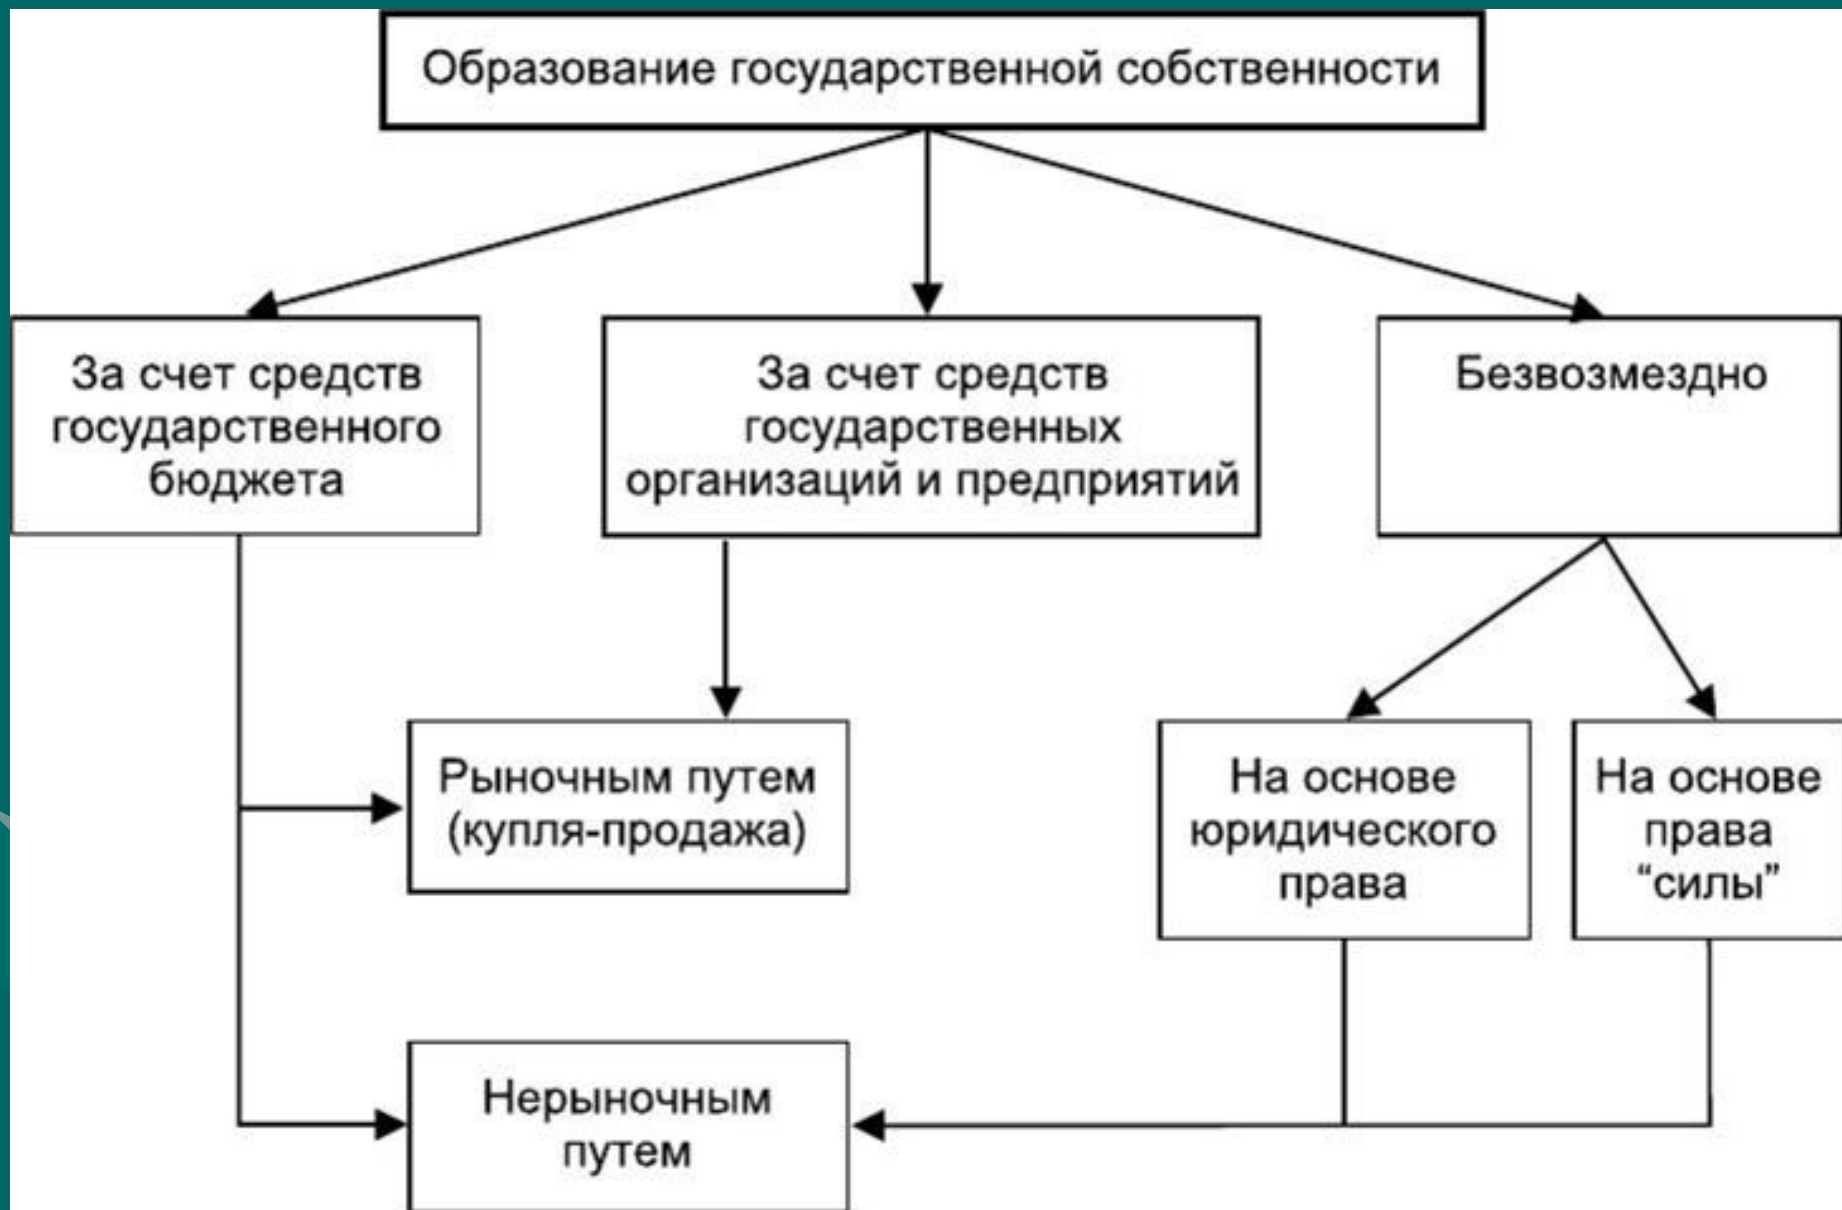 Образование государственной собственности
За счет средств
государственного
бюджета
За счет средств
государственных
организаций и предприятий
Безвозмездно
Рыночным путем
(купля-продажа)
На основе
юридического
права
На основе
права
“силы”
Нерыночным
путем